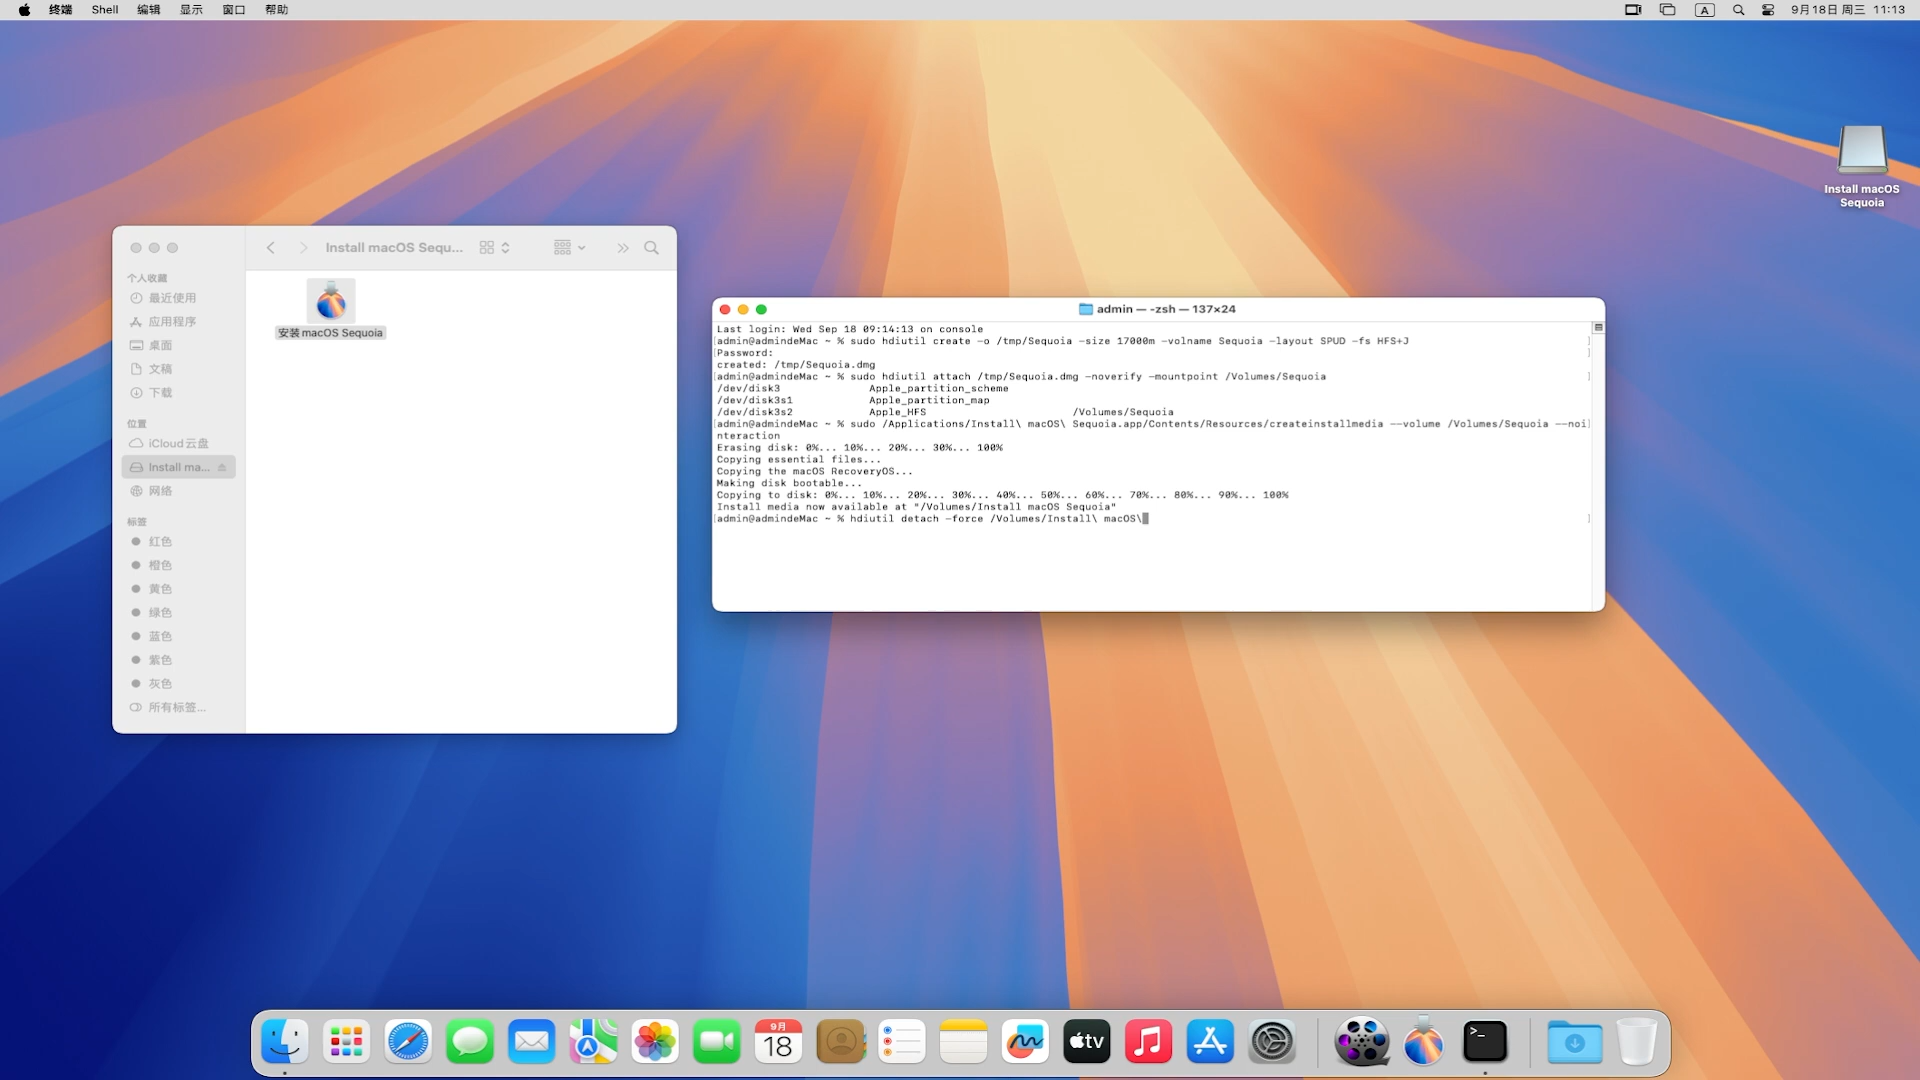 终端 Shell 编辑 显示 窗口 帮助
A 9月18日 周三 11:13
Install macOS
Sequoia
Install macOS Sequ...
个人收藏
最近使用
应用程序
桌面
文稿
下载
位置
iCloud云盘
Install ma...
网络
标签
红色
橙色
黄色
绿色
蓝色
紫色
灰色
所有标签...
安装 macOS Sequoia
admin — -zsh — 137×24
Last login: Wed Sep 18 09:14:13 on console
[admin@admindeMac ~ % sudo hdiutil create -o /tmp/Sequoia -size 17000m -volname Sequoia -layout SPUD -fs HFS+J ]
[Password: ]
created: /tmp/Sequoia.dmg
[admin@admindeMac ~ % sudo hdiutil attach /tmp/Sequoia.dmg -noverify -mountpoint /Volumes/Sequoia ]
/dev/disk3 Apple_partition_scheme
/dev/disk3s1 Apple_partition_map
/dev/disk3s2 Apple_HFS /Volumes/Sequoia
[admin@admindeMac ~ % sudo /Applications/Install\ macOS\ Sequoia.app/Contents/Resources/createinstallmedia --volume /Volumes/Sequoia --noi]
nteraction
Erasing disk: 0%... 10%... 20%... 30%... 100%
Copying essential files...
Copying the macOS RecoveryOS...
Making disk bootable...
Copying to disk: 0%... 10%... 20%... 30%... 40%... 50%... 60%... 70%... 80%... 90%... 100%
Install media now available at "/Volumes/Install macOS Sequoia"
[admin@admindeMac ~ % hdiutil detach -force /Volumes/Install\ macOS\ ]
9月
18
tv
>_